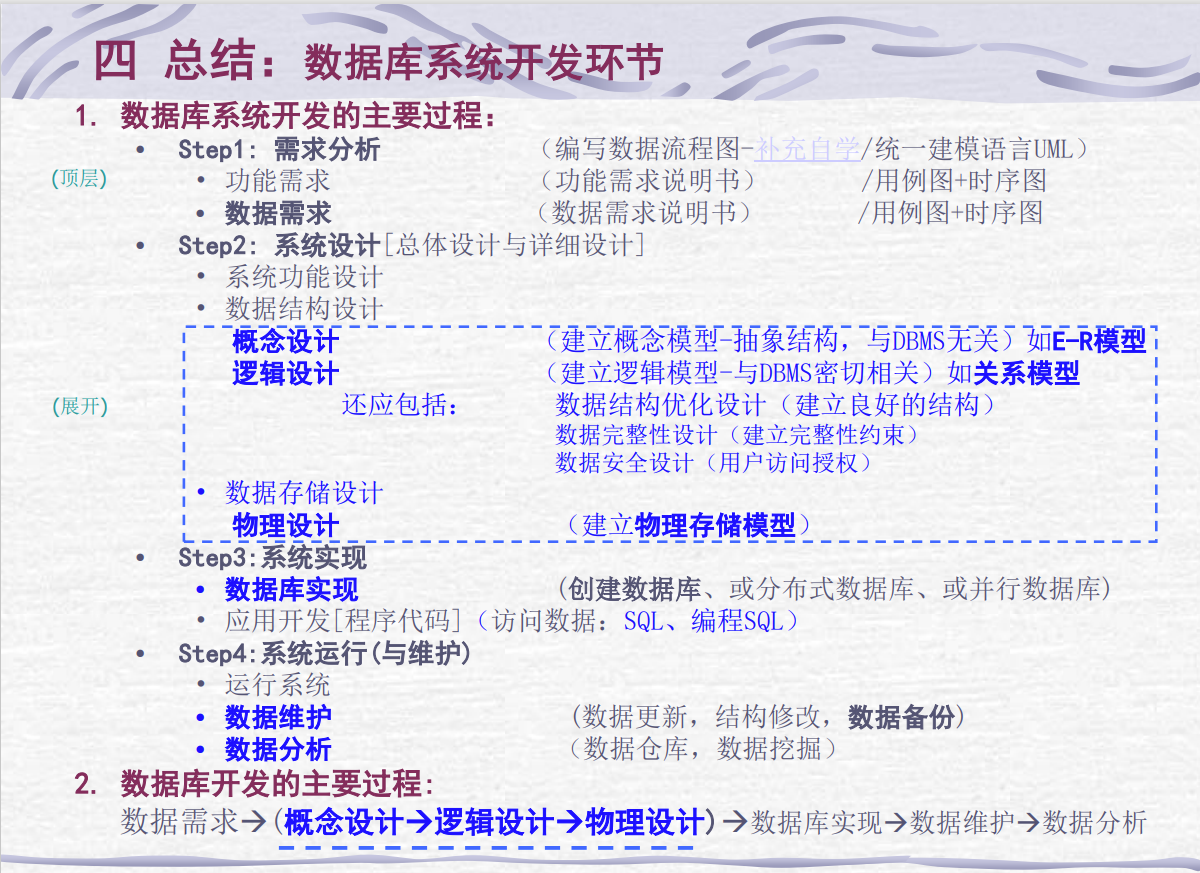 四 总结：数据库系统开发环节
1. 数据库系统开发的主要过程：
• Step1: 需求分析 （编写数据流程图-补充自学/统一建模语言UML）
(顶层)
• 功能需求 （功能需求说明书） /用例图+时序图
• 数据需求 （数据需求说明书） /用例图+时序图
• Step2: 系统设计[总体设计与详细设计]
• 系统功能设计
• 数据结构设计
概念设计 （建立概念模型-抽象结构，与DBMS无关）如E-R模型
逻辑设计 （建立逻辑模型-与DBMS密切相关）如关系模型
(展开)
还应包括： 数据结构优化设计（建立良好的结构）
数据完整性设计（建立完整性约束）
数据安全设计（用户访问授权）
• 数据存储设计
物理设计 （建立物理存储模型）
• Step3:系统实现
• 数据库实现 (创建数据库、或分布式数据库、或并行数据库)
• 应用开发[程序代码]（访问数据：SQL、编程SQL）
• Step4:系统运行(与维护)
• 运行系统
• 数据维护 (数据更新，结构修改，数据备份)
• 数据分析 （数据仓库，数据挖掘）
2. 数据库开发的主要过程:
数据需求→(概念设计→逻辑设计→物理设计)→数据库实现→数据维护→数据分析